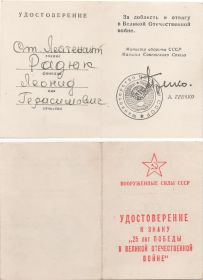 УДОСТОВЕРЕНИЕ
Ст. Лейтенант
звание
Радюк
фамилия
Леонид
имя
Герасимович
отчество
За доблесть и отвагу
в Великой Отечественной
войне.
Министр обороны СССР
Маршал Советского Союза
А. ГРЕЧКО
ВООРУЖЕННЫЕ СИЛЫ СССР
УДОСТОВЕРЕНИЕ
К ЗНАКУ
„25 ЛЕТ ПОБЕДЫ
В ВЕЛИКОЙ ОТЕЧЕСТВЕННОЙ
ВОЙНЕ"